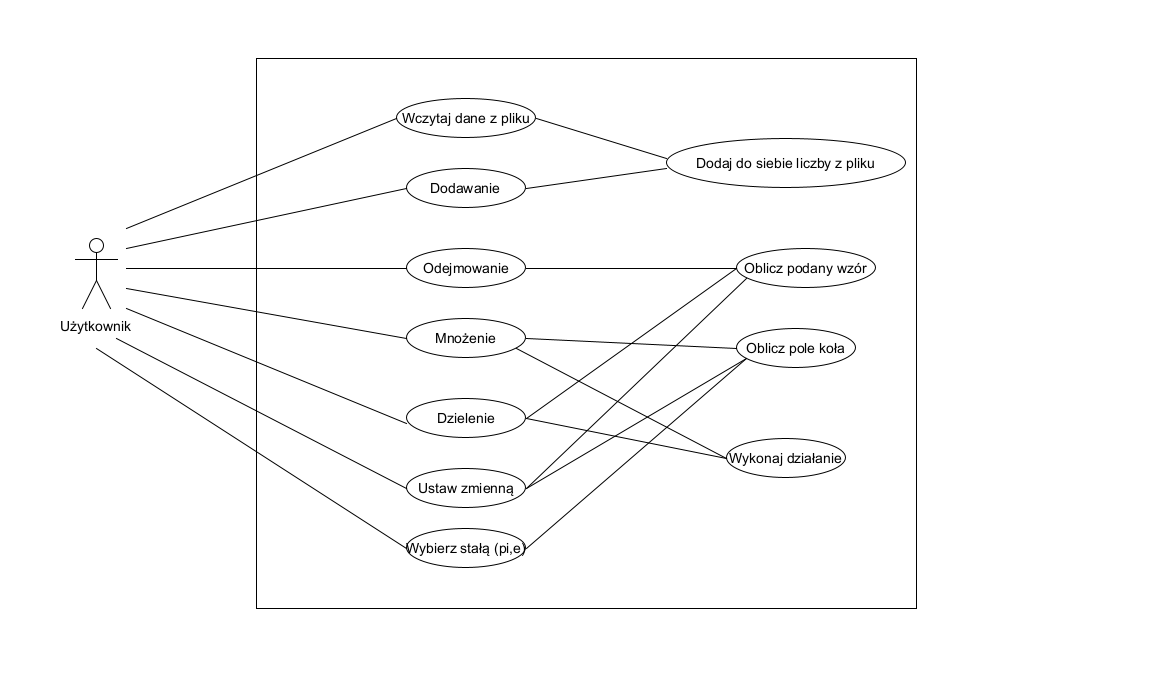 Wczytaj dane z pliku
Dodaj do siebie liczby z pliku
Dodawanie
Odejmowanie
Oblicz podany wzór
Użytkownik
Mnożenie
Oblicz pole koła
Dzielenie
Wykonaj działanie
Ustaw zmienną
Wybierz stałą (pi,e)